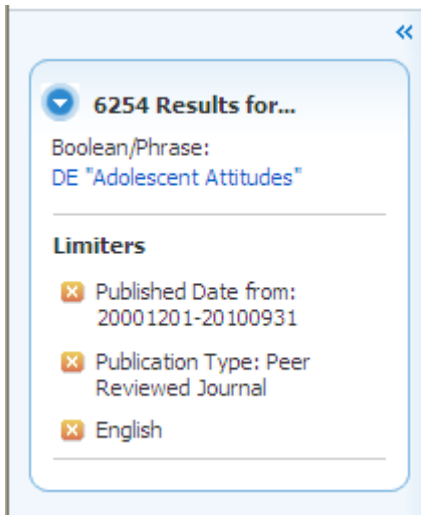 «
6254 Results for...
Boolean/Phrase:
DE "Adolescent Attitudes"
Limiters
Published Date from:
20001201-20100931
Publication Type: Peer
Reviewed Journal
English